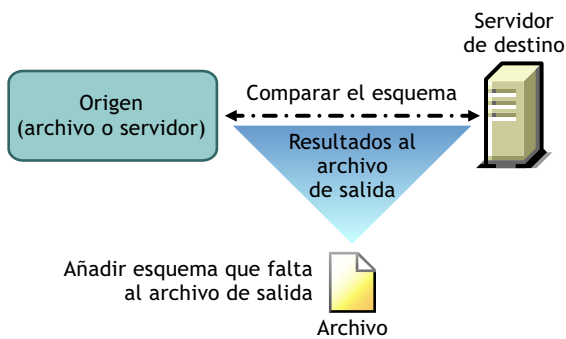 Servidor
de destino
Origen
(archivo o servidor)
Comparar el esquema
Resultados al
archivo
de salida
Añadir esquema que falta
al archivo de salida
Archivo